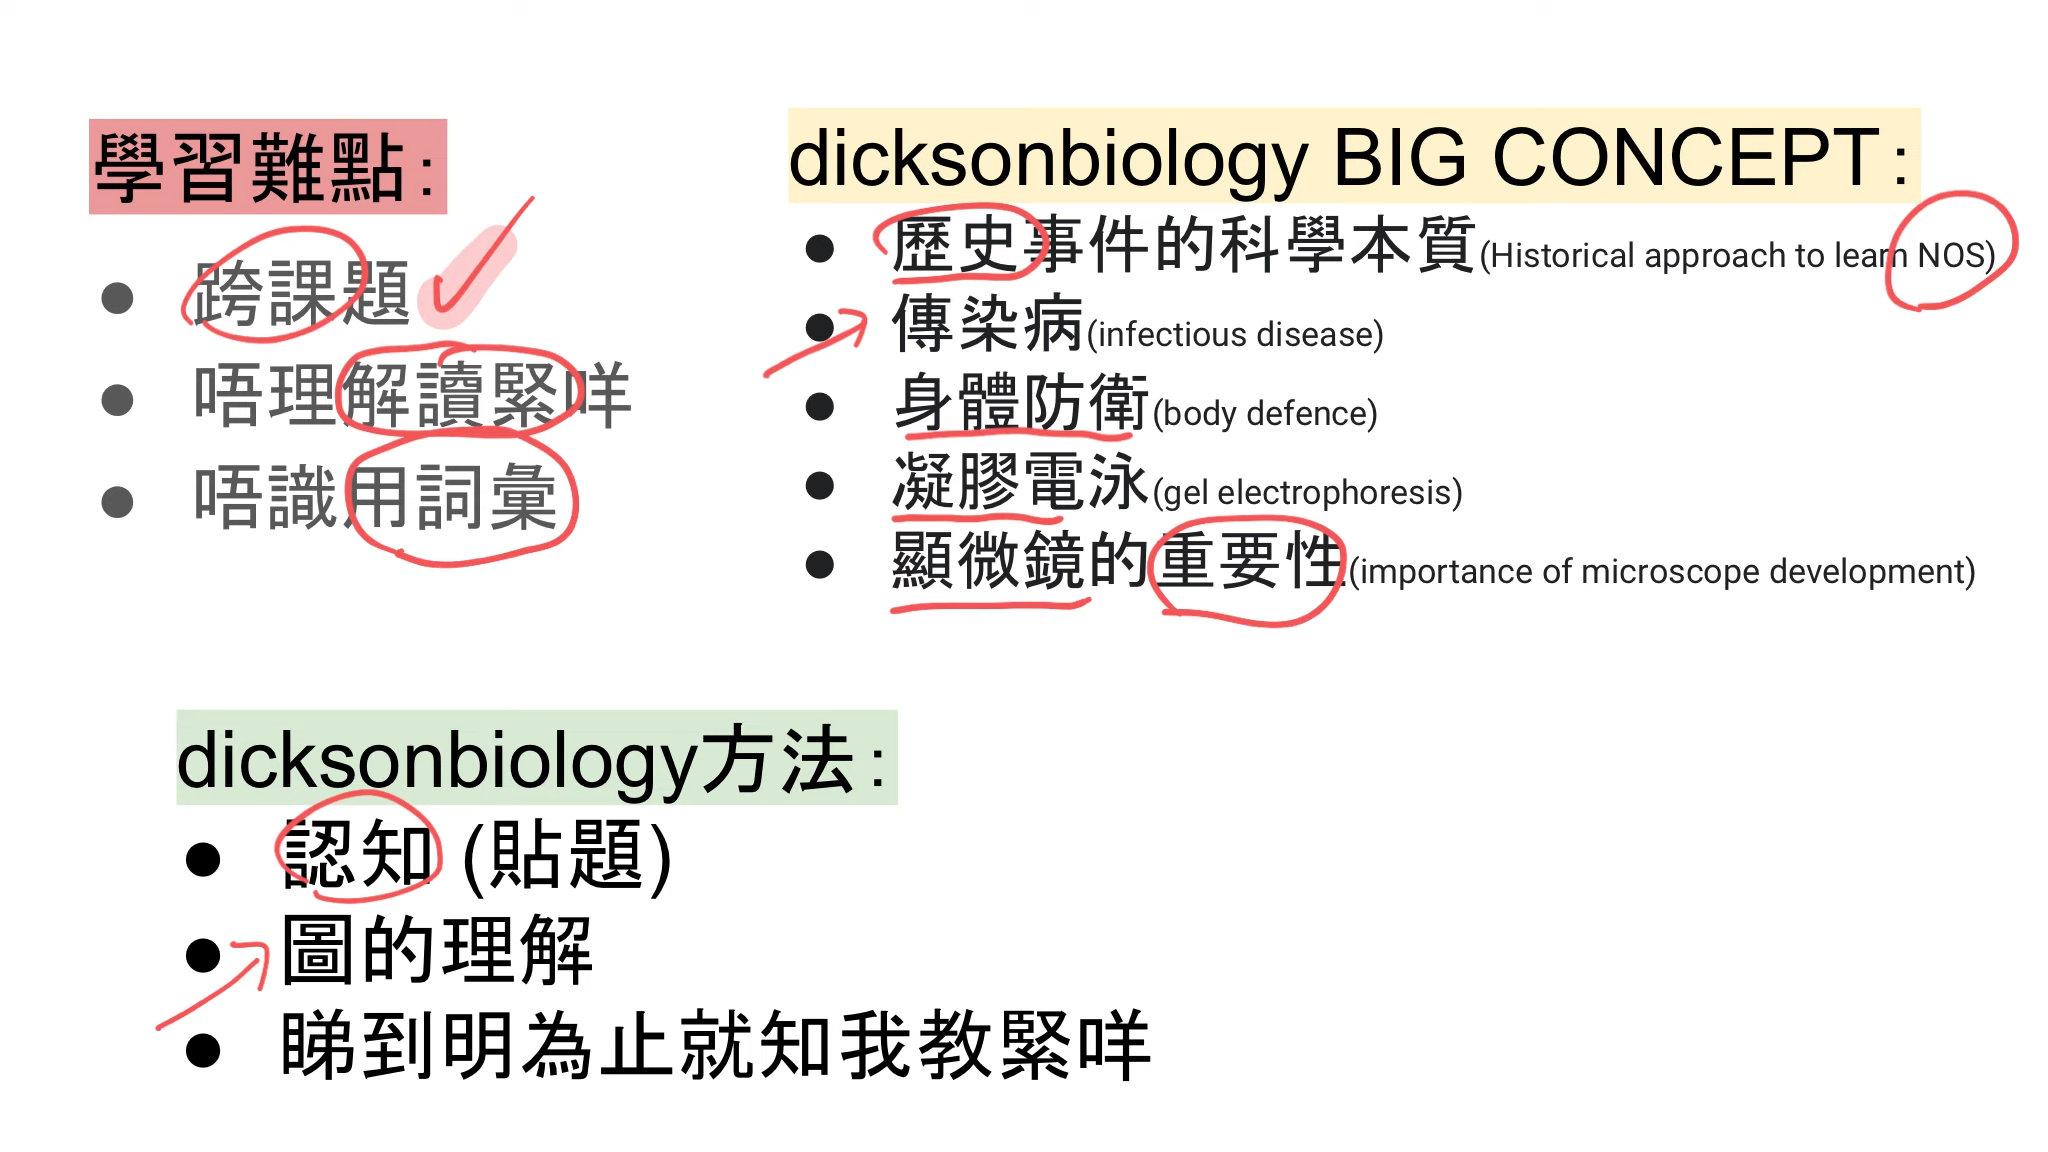 學習難點:
跨課題
唔理解讀緊咩
唔識用詞彙
dicksonbiology BIG CONCEPT:
歷史事件的科學本質(Historical approach to learn NOS)
傳染病(infectious disease)
身體防衛(body defence)
凝膠電泳(gel electrophoresis)
顯微鏡的重要性(importance of microscope development)
dicksonbiology方法:
認知 (貼題)
圖的理解
睇到明為止就知我教緊咩